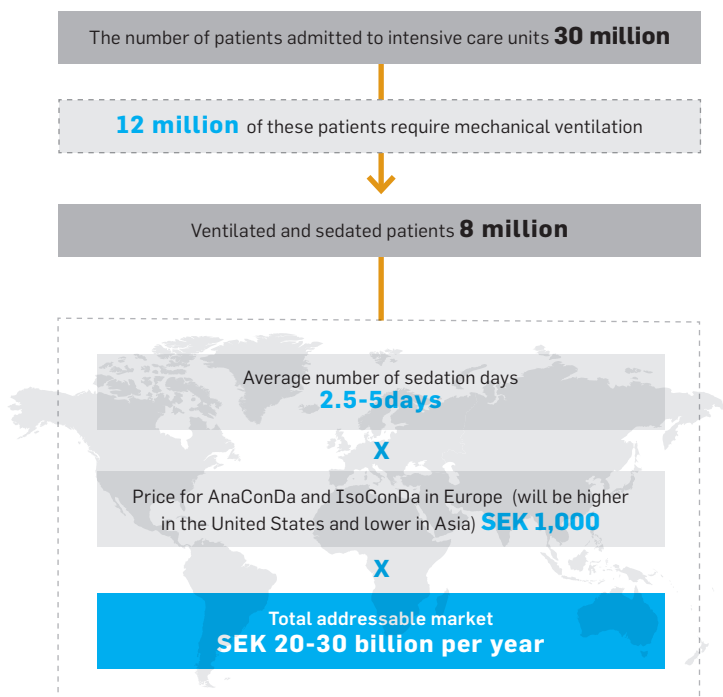 The number of patients admitted to intensive care units 30 million
12 million of these patients require mechanical ventilation
Ventilated and sedated patients 8 million
Average number of sedation days
2.5-5days
X
Price for AnaConDa and IsoConDa in Europe (will be higher
in the United States and lower in Asia) SEK 1,000
X
Total addressable market
SEK 20-30 billion per year